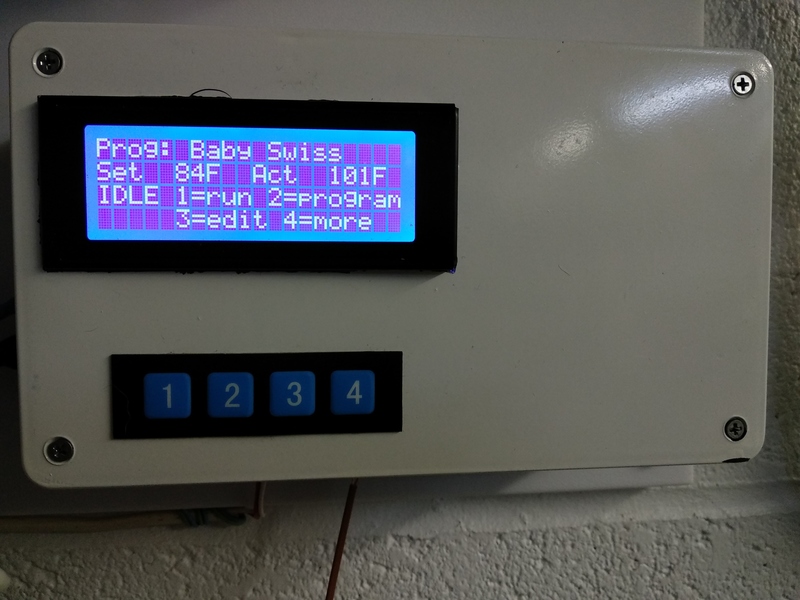 Prog: Baby Swiss
Set 84F Act 101F
IDLE 1=run 2=program
3=edit 4=more
1 2 3 4